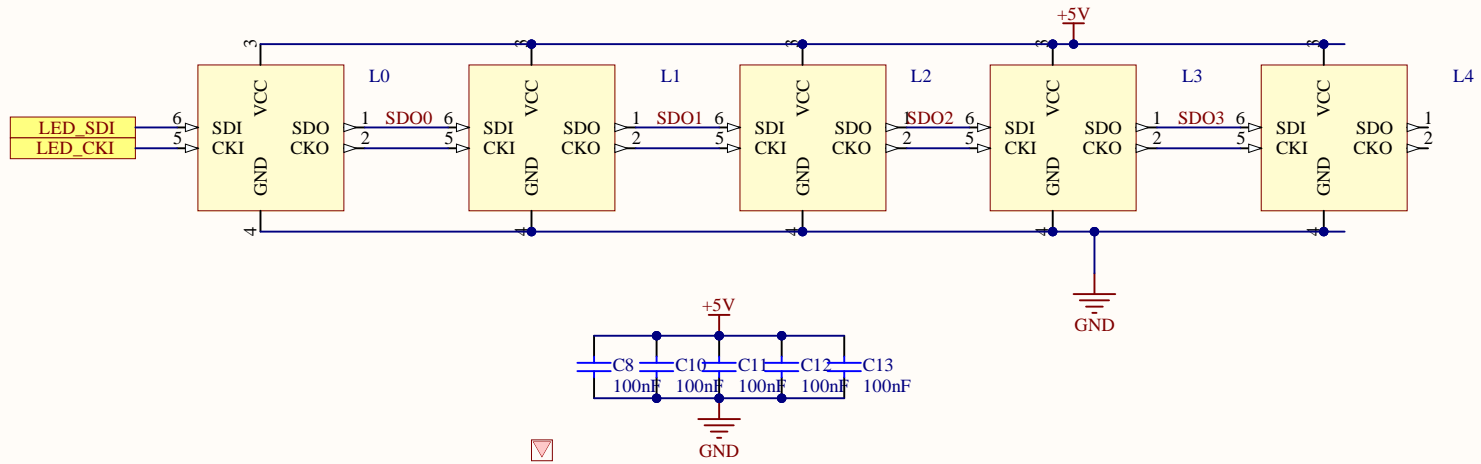 +5V
3 3 3 3 3
L0 L1 L2 L3 L4
VCC VCC VCC VCC VCC
LED_SDI 6 SDI SDO 1 SDO0 6 SDI SDO 1 SDO1 6 SDI SDO 1 SDO2 6 SDI SDO 1 SDO3 6 SDI SDO 1
LED_CKI 5 CKI CKO 2 5 CKI CKO 2 5 CKI CKO 2 5 CKI CKO 2 5 CKI CKO 2
GND GND GND GND GND
4 4 4 4 4
GND
+5V
C8 C10 C11 C12 C13
100nF 100nF 100nF 100nF 100nF
GND